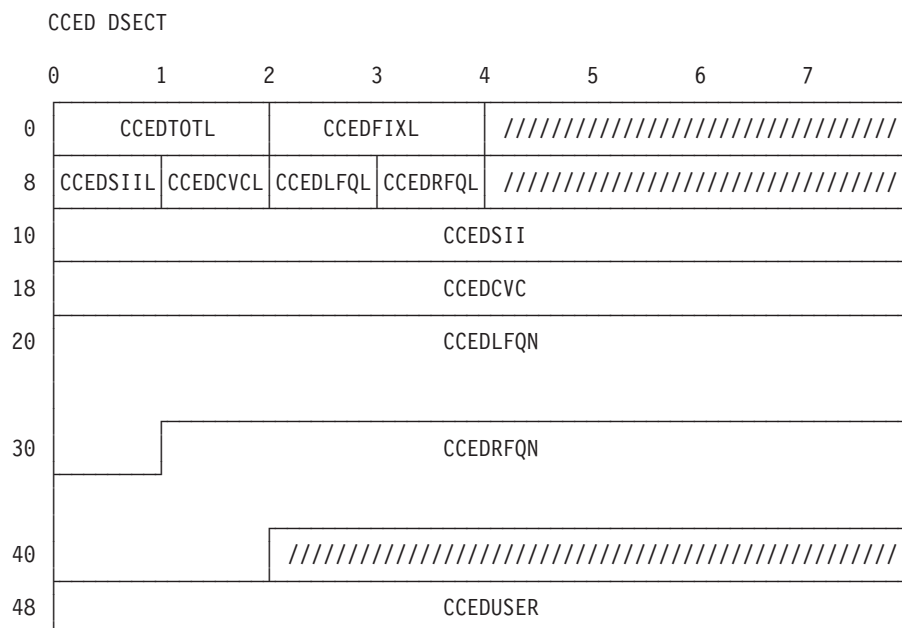 CCED DSECT
0 1 2 3 4 5 6 7
0 CCEDTOTL CCEDFIXL /////////////////////////////////
8 CCEDSIIL CCEDCVCL CCEDLFQL CCEDRFQL /////////////////////////////////
10 CCEDSII
18 CCEDCVC
20 CCEDLFQN
30 CCEDRFQN
40 ///////////////////////////////////////////////////
48 CCEDUSER